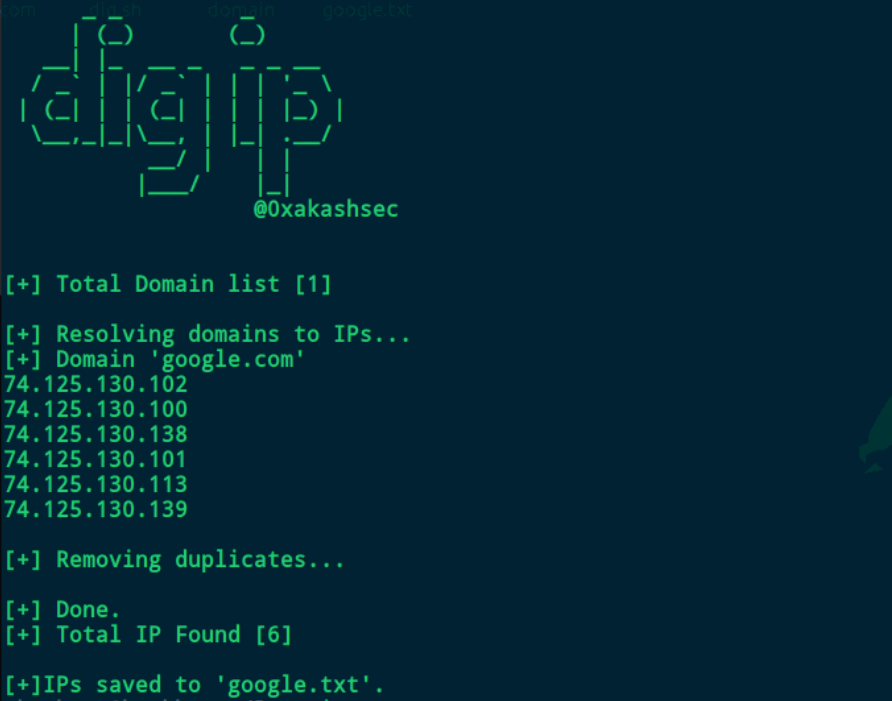 com dig.sh domain google.txt
dig ip
@0xakashsec
[+] Total Domain list [1]
[+] Resolving domains to IPs...
[+] Domain 'google.com'
74.125.130.102
74.125.130.100
74.125.130.138
74.125.130.101
74.125.130.113
74.125.130.139
[+] Removing duplicates...
[+] Done.
[+] Total IP Found [6]
[+]IPs saved to 'google.txt'.